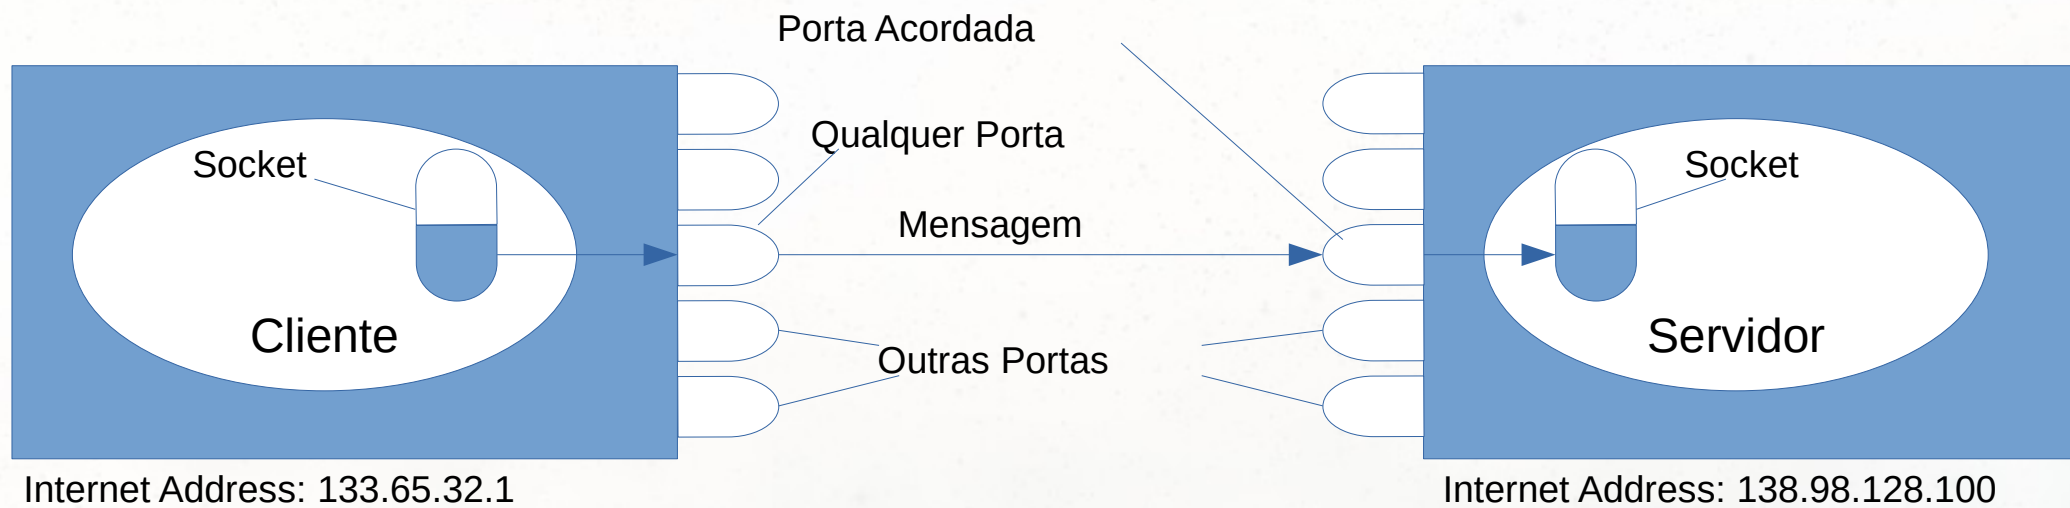 Porta Acordada
Qualquer Porta
Socket
Socket
Mensagem
Cliente
Servidor
Outras Portas
Internet Address: 133.65.32.1
Internet Address: 138.98.128.100